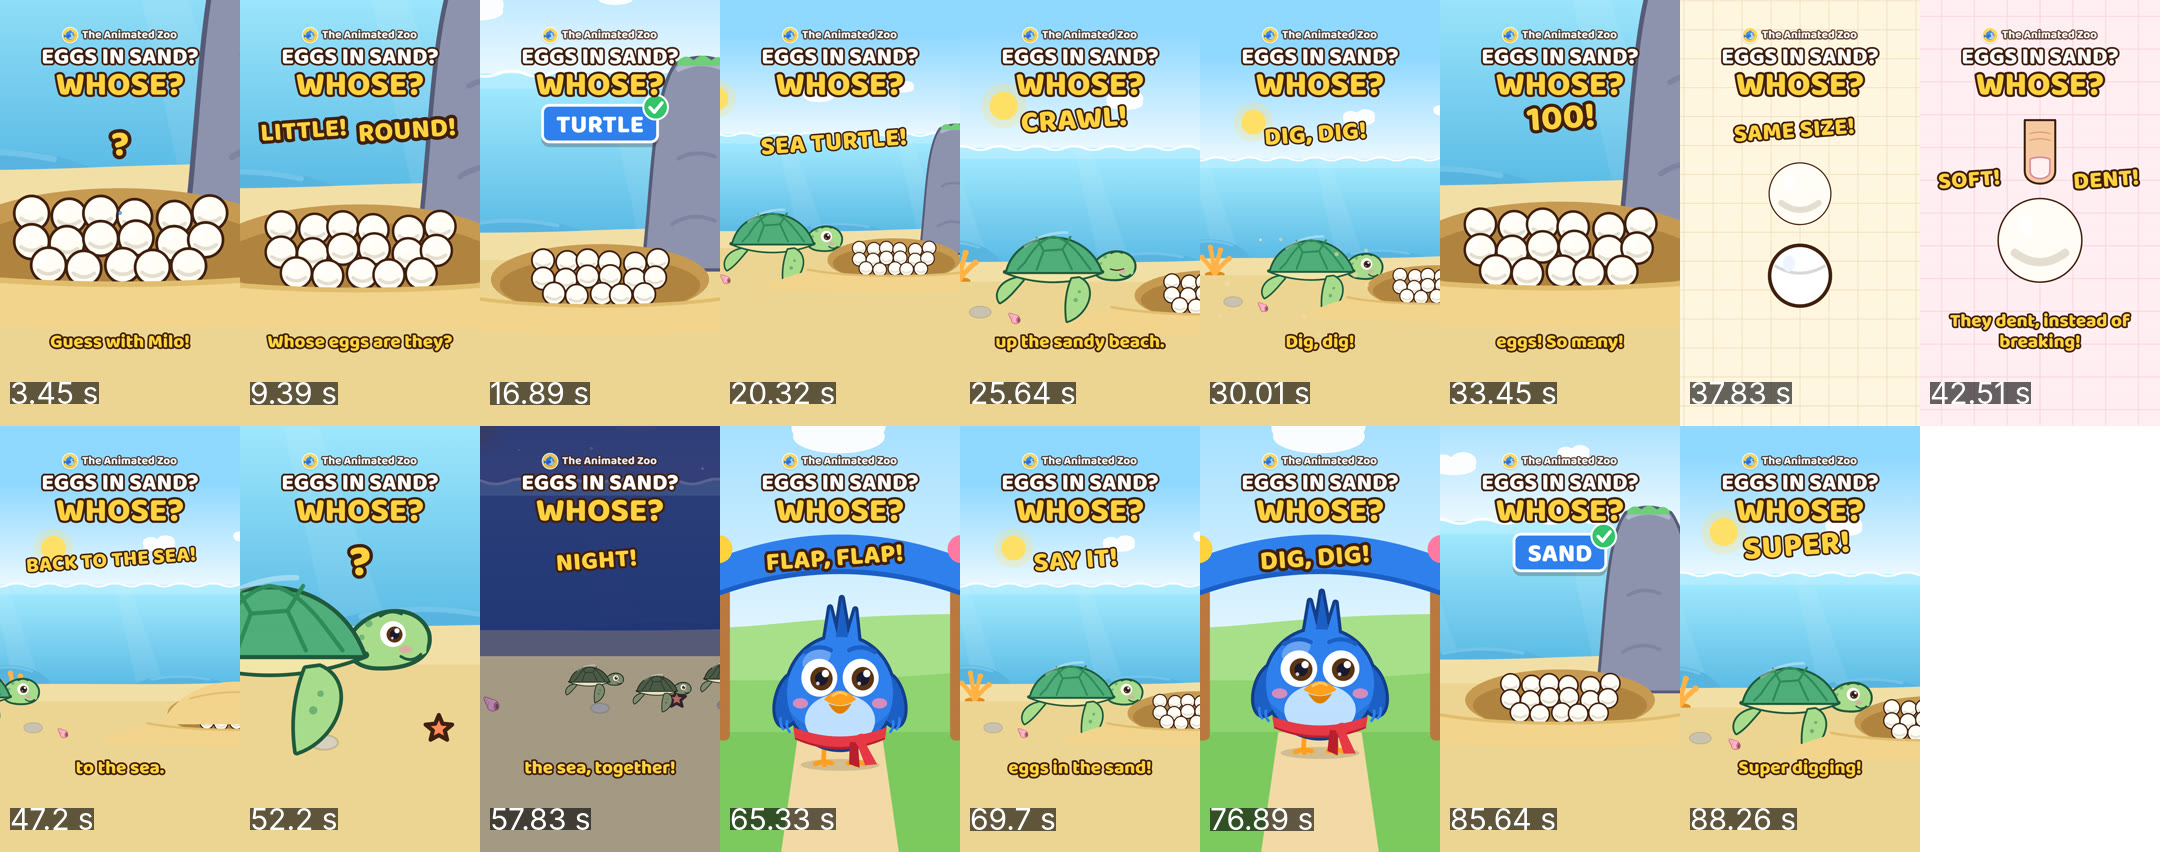 The Animated Zoo
EGGS IN SAND?
WHOSE?
?
Guess with Milo!
3.45 s
The Animated Zoo
EGGS IN SAND?
WHOSE?
LITTLE! ROUND!
Whose eggs are they?
9.39 s
The Animated Zoo
EGGS IN SAND?
WHOSE?
TURTLE
16.89 s
The Animated Zoo
EGGS IN SAND?
WHOSE?
SEA TURTLE!
20.32 s
The Animated Zoo
EGGS IN SAND?
WHOSE?
CRAWL!
up the sandy beach.
25.64 s
The Animated Zoo
EGGS IN SAND?
WHOSE?
DIG, DIG!
Dig, dig!
30.01 s
The Animated Zoo
EGGS IN SAND?
WHOSE?
100!
eggs! So many!
33.45 s
The Animated Zoo
EGGS IN SAND?
WHOSE?
SAME SIZE!
37.83 s
The Animated Zoo
EGGS IN SAND?
WHOSE?
SOFT! DENT!
They dent, instead of
breaking!
42.51 s
The Animated Zoo
EGGS IN SAND?
WHOSE?
BACK TO THE SEA!
to the sea.
47.2 s
The Animated Zoo
EGGS IN SAND?
WHOSE?
?
52.2 s
The Animated Zoo
EGGS IN SAND?
WHOSE?
NIGHT!
the sea, together!
57.83 s
The Animated Zoo
EGGS IN SAND?
WHOSE?
FLAP, FLAP!
65.33 s
The Animated Zoo
EGGS IN SAND?
WHOSE?
SAY IT!
eggs in the sand!
69.7 s
The Animated Zoo
EGGS IN SAND?
WHOSE?
DIG, DIG!
76.89 s
The Animated Zoo
EGGS IN SAND?
WHOSE?
SAND
85.64 s
The Animated Zoo
EGGS IN SAND?
WHOSE?
SUPER!
Super digging!
88.26 s